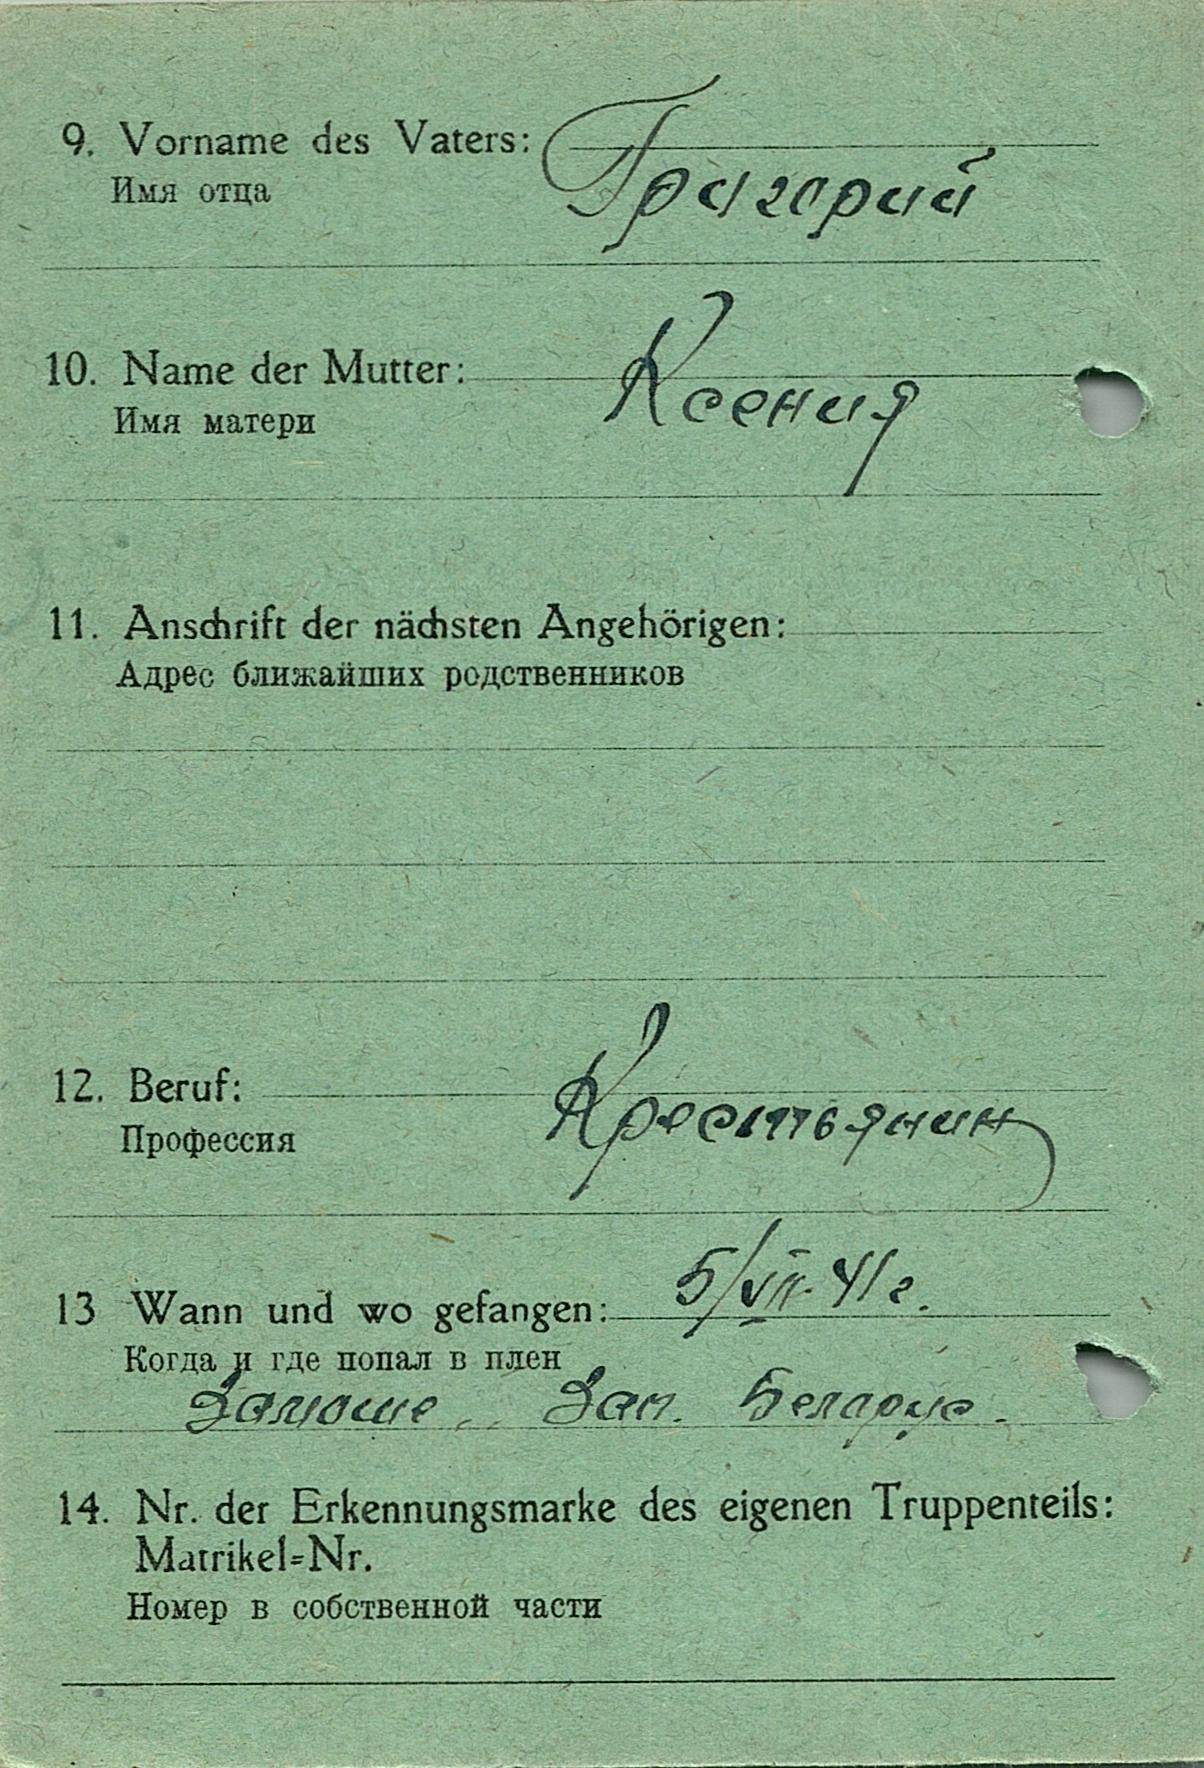 9. Vorname des Vaters: Григорий
Имя отца
10. Name der Mutter: Ксения
Имя матери
11. Anschrift der nächsten Angehörigen:
Адрес ближайших родственников
12. Beruf: Крестьянин
Профессия
13 Wann und wo gefangen: 5/VII-41г.
Когда и где попал в плен
Зап. Беларус.
14. Nr. der Erkennungsmarke des eigenen Truppenteils:
Matrikel=Nr.
Номер в собственной части